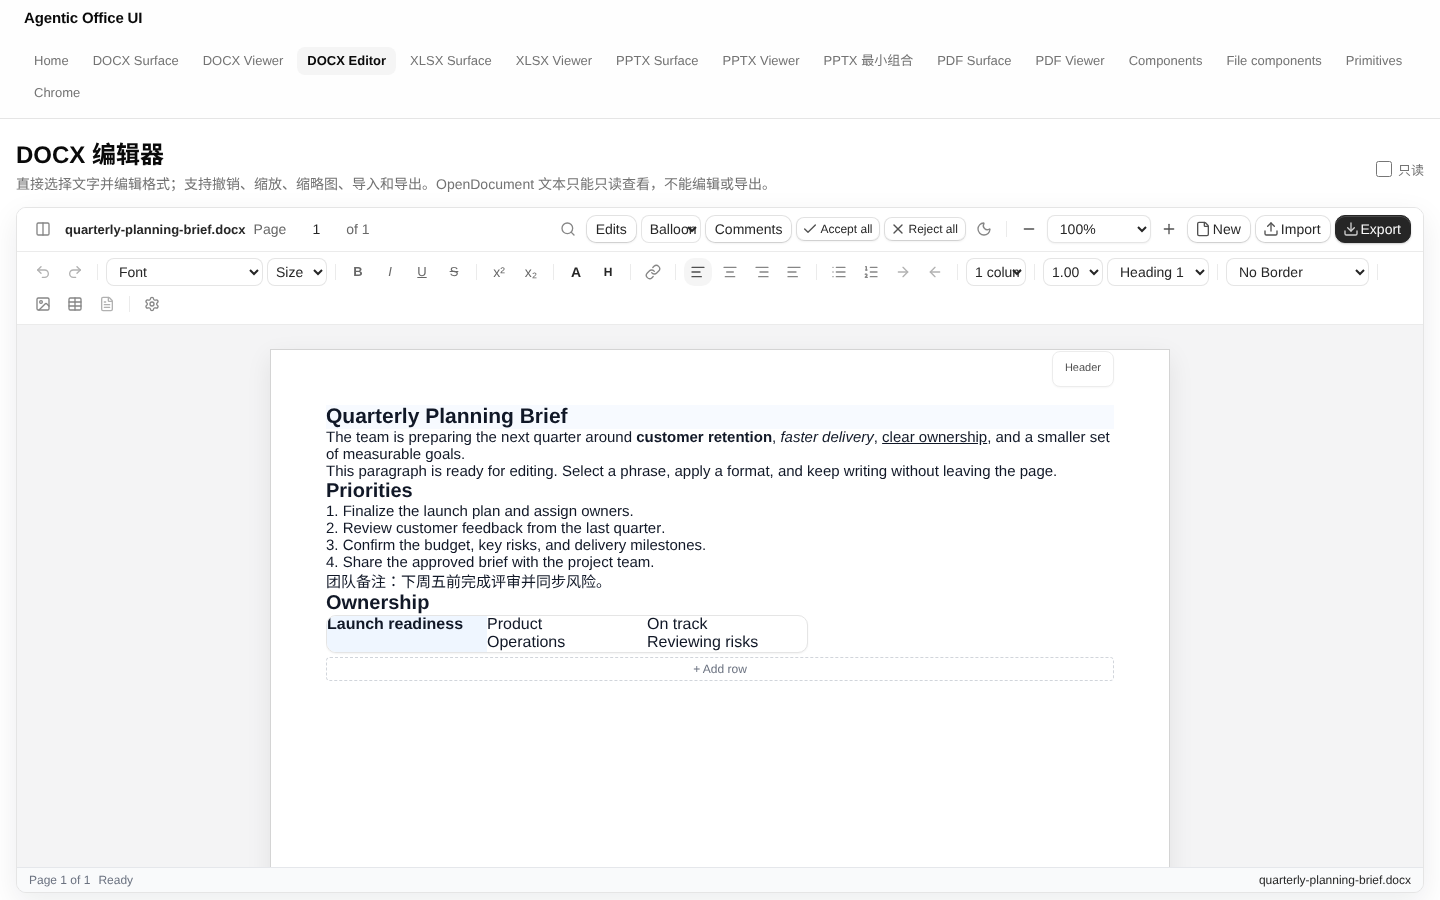 Agentic Office UI
Home DOCX Surface DOCX Viewer DOCX Editor XLSX Surface XLSX Viewer PPTX Surface PPTX Viewer PPTX 最小组合 PDF Surface PDF Viewer Components File components Primitives
Chrome
DOCX 编辑器
直接选择文字并编辑格式；支持撤销、缩放、缩略图、导入和导出。OpenDocument 文本只能只读查看，不能编辑或导出。
只读
quarterly-planning-brief.docx Page 1 of 1 Edits Comments Accept all Reject all 100% New Import Export
Font Size B I U S x² x₂ A H 1.00 Heading 1 No Border
Header
Quarterly Planning Brief
The team is preparing the next quarter around customer retention, faster delivery, clear ownership, and a smaller set
of measurable goals.
This paragraph is ready for editing. Select a phrase, apply a format, and keep writing without leaving the page.
Priorities
1. Finalize the launch plan and assign owners.
2. Review customer feedback from the last quarter.
3. Confirm the budget, key risks, and delivery milestones.
4. Share the approved brief with the project team.
团队备注：下周五前完成评审并同步风险。
Ownership
Launch readiness Product On track
Operations Reviewing risks
+ Add row
Page 1 of 1 Ready quarterly-planning-brief.docx